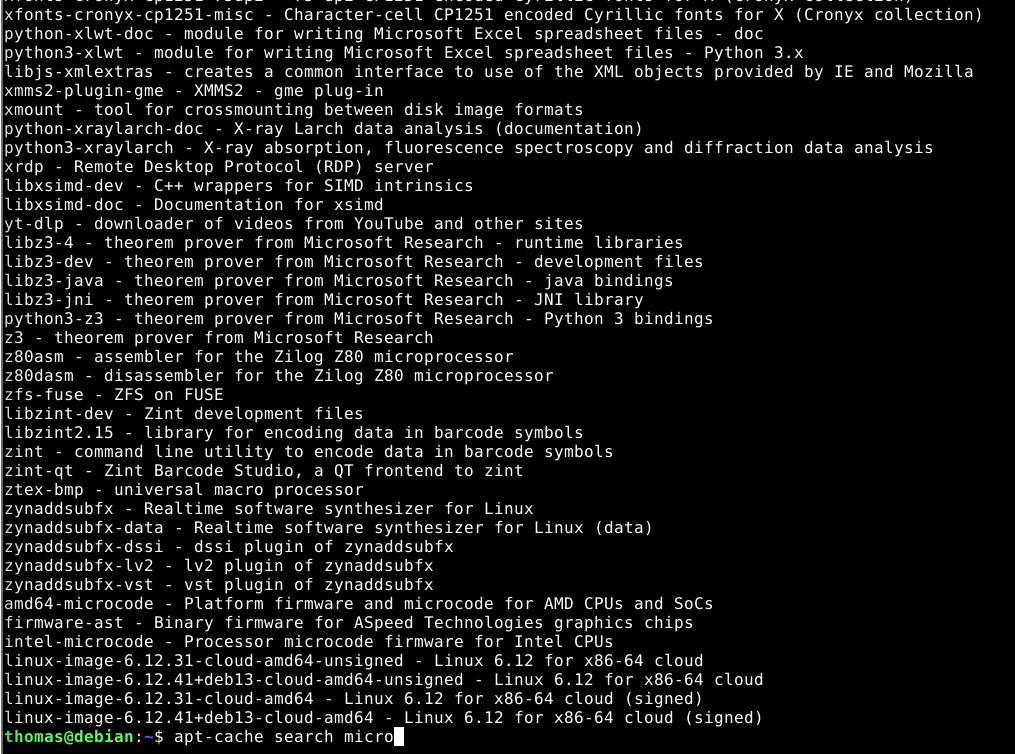 xfonts-cronyx-cp1251-misc - Character-cell CP1251 encoded Cyrillic fonts for X (Cronyx collection)
python-xlwt-doc - module for writing Microsoft Excel spreadsheet files - doc
python3-xlwt - module for writing Microsoft Excel spreadsheet files - Python 3.x
libjs-xmlextras - creates a common interface to use of the XML objects provided by IE and Mozilla
xmms2-plugin-gme - XMMS2 - gme plug-in
xmount - tool for crossmounting between disk image formats
python-xraylarch-doc - X-ray Larch data analysis (documentation)
python3-xraylarch - X-ray absorption, fluorescence spectroscopy and diffraction data analysis
xrdp - Remote Desktop Protocol (RDP) server
libxsimd-dev - C++ wrappers for SIMD intrinsics
libxsimd-doc - Documentation for xsimd
yt-dlp - downloader of videos from YouTube and other sites
libz3-4 - theorem prover from Microsoft Research - runtime libraries
libz3-dev - theorem prover from Microsoft Research - development files
libz3-java - theorem prover from Microsoft Research - java bindings
libz3-jni - theorem prover from Microsoft Research - JNI library
python3-z3 - theorem prover from Microsoft Research - Python 3 bindings
z3 - theorem prover from Microsoft Research
z80asm - assembler for the Zilog Z80 microprocessor
z80dasm - disassembler for the Zilog Z80 microprocessor
zfs-fuse - ZFS on FUSE
libzint-dev - Zint development files
libzint2.15 - library for encoding data in barcode symbols
zint - command line utility to encode data in barcode symbols
zint-qt - Zint Barcode Studio, a QT frontend to zint
ztex-bmp - universal macro processor
zynaddsubfx - Realtime software synthesizer for Linux
zynaddsubfx-data - Realtime software synthesizer for Linux (data)
zynaddsubfx-dssi - dssi plugin of zynaddsubfx
zynaddsubfx-lv2 - lv2 plugin of zynaddsubfx
zynaddsubfx-vst - vst plugin of zynaddsubfx
amd64-microcode - Platform firmware and microcode for AMD CPUs and SoCs
firmware-ast - Binary firmware for ASpeed Technologies graphics chips
intel-microcode - Processor microcode firmware for Intel CPUs
linux-image-6.12.31-cloud-amd64-unsigned - Linux 6.12 for x86-64 cloud
linux-image-6.12.41+deb13-cloud-amd64-unsigned - Linux 6.12 for x86-64 cloud
linux-image-6.12.31-cloud-amd64 - Linux 6.12 for x86-64 cloud (signed)
linux-image-6.12.41+deb13-cloud-amd64 - Linux 6.12 for x86-64 cloud (signed)
thomas@debian:~$ apt-cache search micro